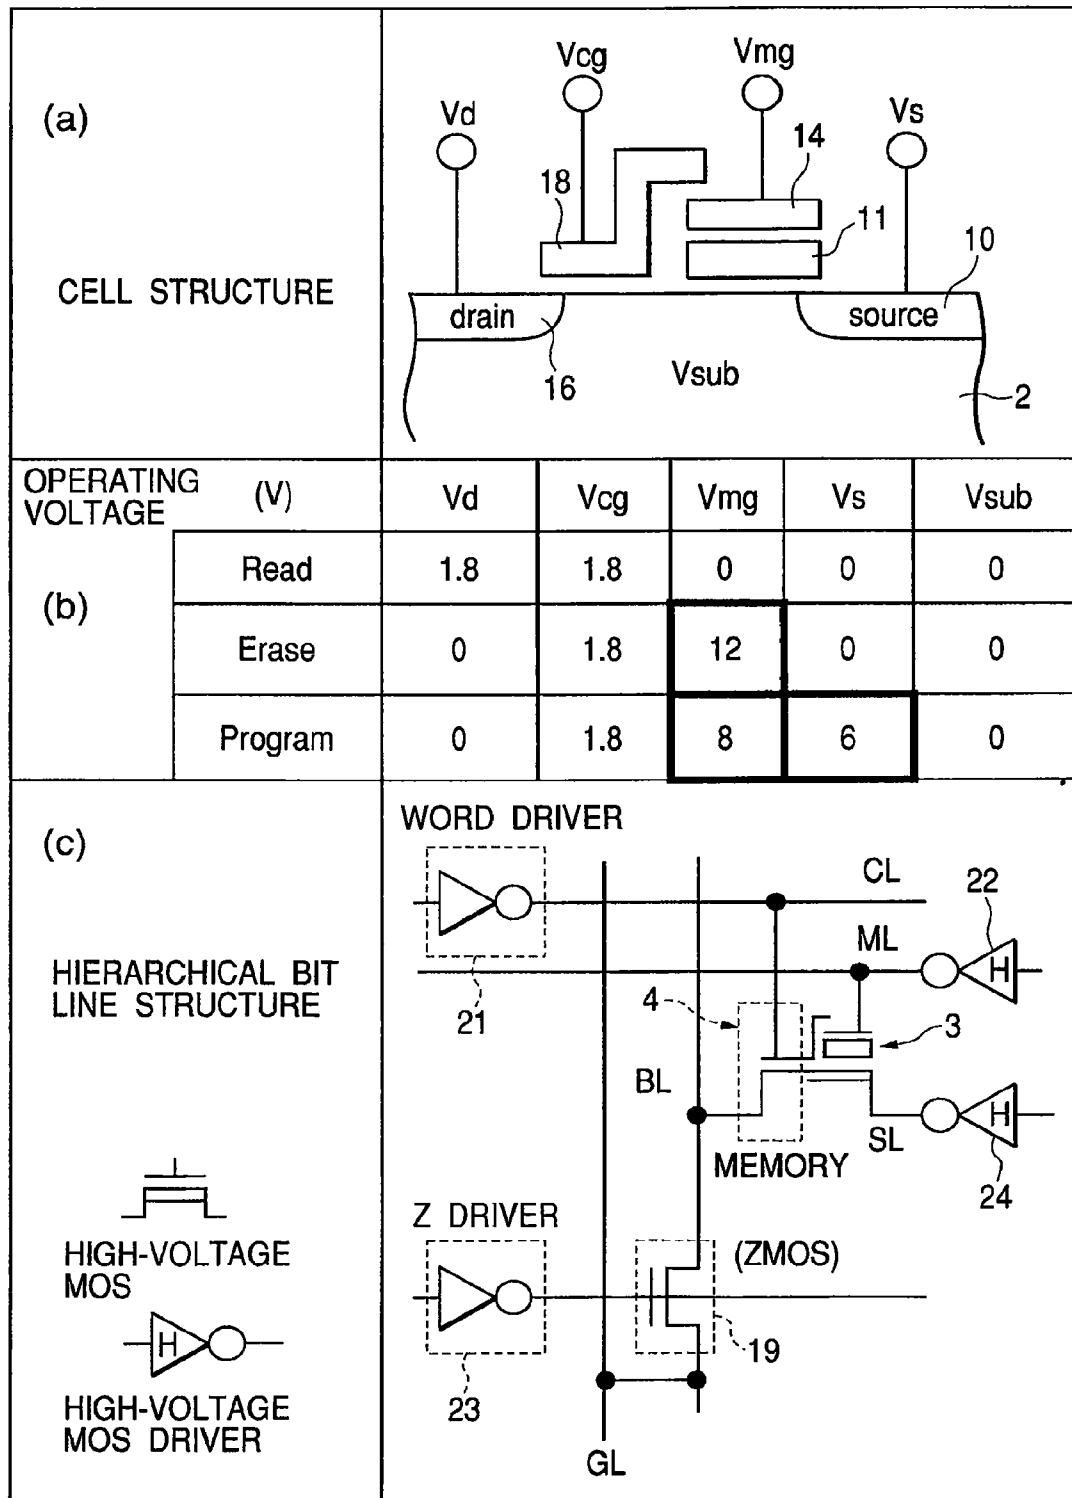 (a)
CELL STRUCTURE
Vd
Vcg
Vmg
Vs
18
14
11
10
drain
source
16
Vsub
2
OPERATING VOLTAGE (V) Vd Vcg Vmg Vs Vsub
(b)
Read 1.8 1.8 0 0 0
Erase 0 1.8 12 0 0
Program 0 1.8 8 6 0
(c)
HIERARCHICAL BIT
LINE STRUCTURE
HIGH-VOLTAGE
MOS
H
HIGH-VOLTAGE
MOS DRIVER
WORD DRIVER
21
CL
22
ML
H
4
3
BL
SL
H
MEMORY
24
Z DRIVER
(ZMOS)
19
23
GL